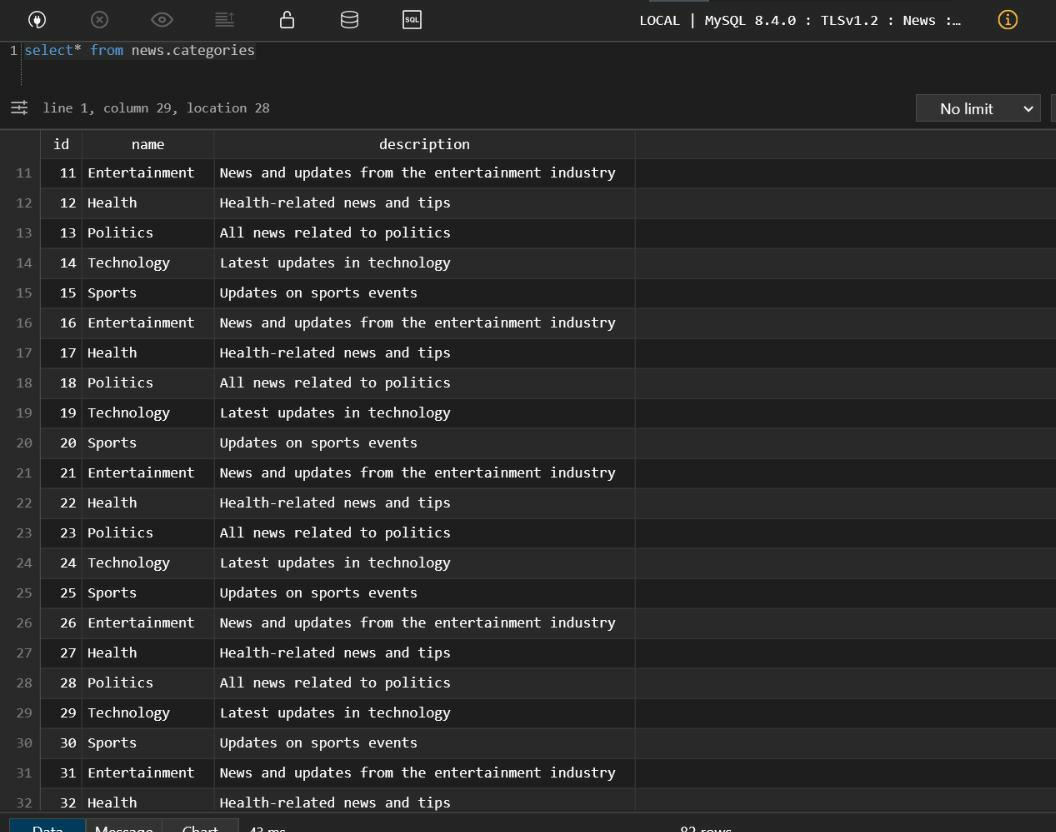 SQL
LOCAL | MySQL 8.4.0 : TLSv1.2 : News :…
1 select* from news.categories
line 1, column 29, location 28
No limit
id name description
11 11 Entertainment News and updates from the entertainment industry
12 12 Health Health-related news and tips
13 13 Politics All news related to politics
14 14 Technology Latest updates in technology
15 15 Sports Updates on sports events
16 16 Entertainment News and updates from the entertainment industry
17 17 Health Health-related news and tips
18 18 Politics All news related to politics
19 19 Technology Latest updates in technology
20 20 Sports Updates on sports events
21 21 Entertainment News and updates from the entertainment industry
22 22 Health Health-related news and tips
23 23 Politics All news related to politics
24 24 Technology Latest updates in technology
25 25 Sports Updates on sports events
26 26 Entertainment News and updates from the entertainment industry
27 27 Health Health-related news and tips
28 28 Politics All news related to politics
29 29 Technology Latest updates in technology
30 30 Sports Updates on sports events
31 31 Entertainment News and updates from the entertainment industry
32 32 Health Health-related news and tips
Data Message Chart 43 ms 82 rows